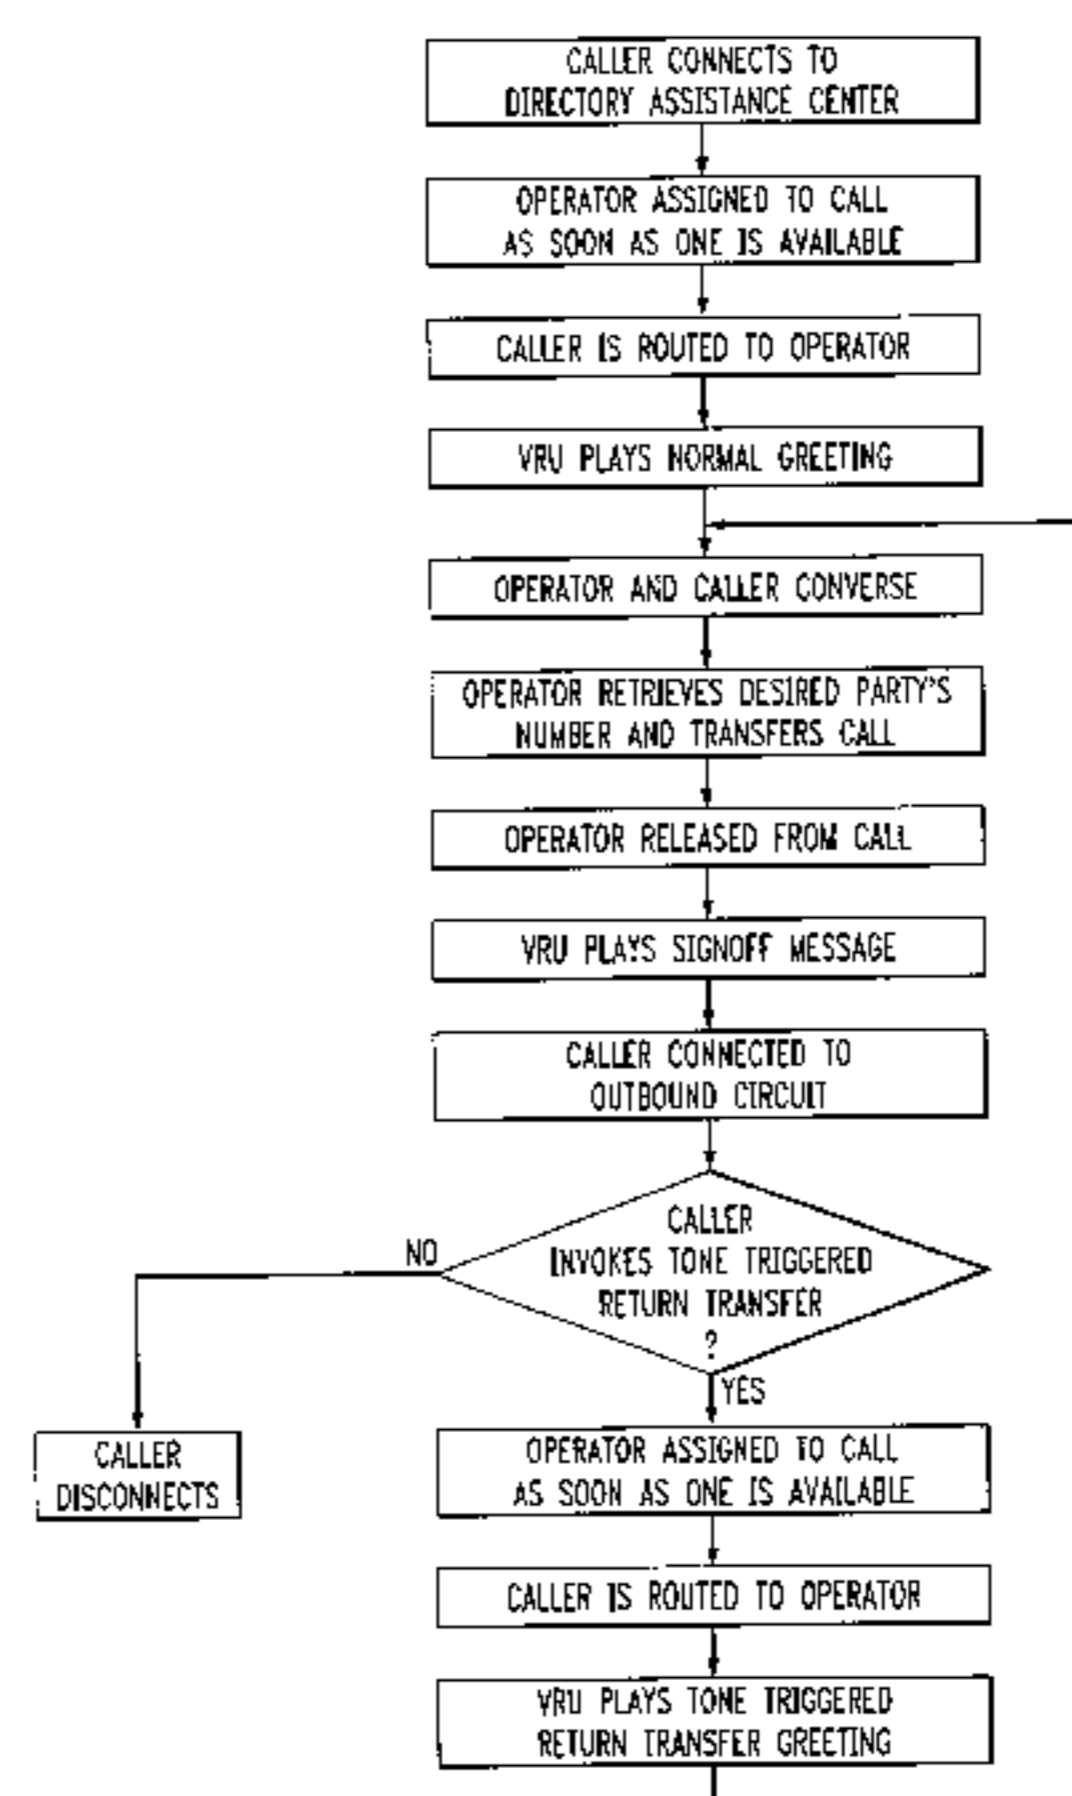 CALLER CONNECTS TO
DIRECTORY ASSISTANCE CENTER
OPERATOR ASSIGNED TO CALL
AS SOON AS ONE IS AVAILABLE
CALLER IS ROUTED TO OPERATOR
VRU PLAYS NORMAL GREETING
OPERATOR AND CALLER CONVERSE
OPERATOR RETRIEVES DESIRED PARTY'S
NUMBER AND TRANSFERS CALL
OPERATOR RELEASED FROM CALL
VRU PLAYS SIGNOFF MESSAGE
CALLER CONNECTED TO
OUTBOUND CIRCUIT
CALLER
INVOKES TONE TRIGGERED
RETURN TRANSFER
?
NO
YES
CALLER
DISCONNECTS
OPERATOR ASSIGNED TO CALL
AS SOON AS ONE IS AVAILABLE
CALLER IS ROUTED TO OPERATOR
VRU PLAYS TONE TRIGGERED
RETURN TRANSFER GREETING